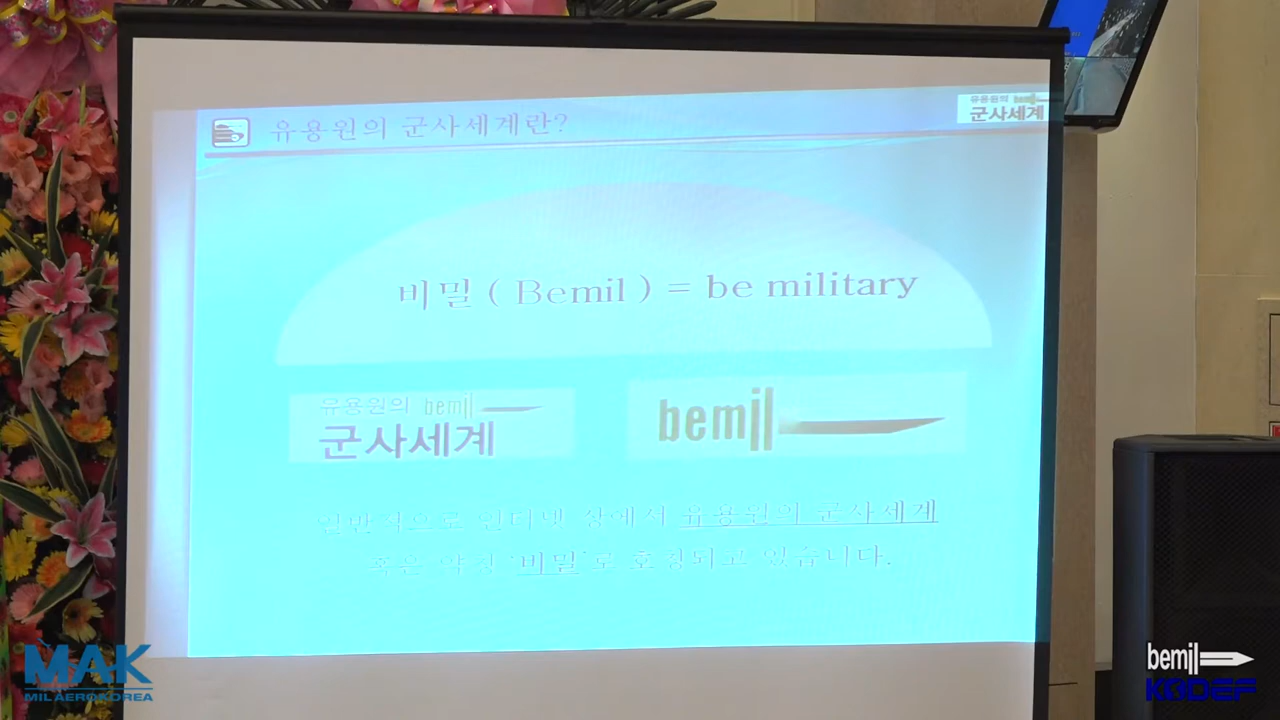 유용원의 군사세계란?
유용원의 bemil
군사세계
비밀 ( Bemil ) = be military
유용원의 bemil
군사세계
bemil
일반적으로 인터넷 상에서 유용원의 군사세계
혹은 약칭 '비밀'로 호칭되고 있습니다.
MAK
MIL AERO KOREA
bemil
KODEF